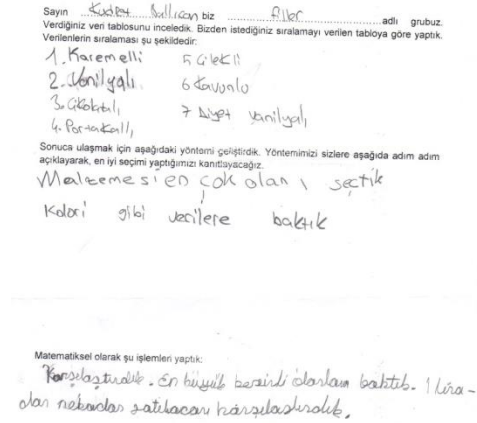 Sayın ...Kudret Bullican biz ........Filler........adlı grubuz.
Verdiğiniz veri tablosunu inceledik. Bizden istediğiniz sıralamayı verilen tabloya göre yaptık.
Verilenlerin sıralaması şu şekildedir:
1. Karemelli 5 Çilekli
2. Vanilyalı 6 Kavunlu
3. Çikolatalı 7 Diyet vanilyalı
4. Portakallı
Sonuca ulaşmak için aşağıdaki yöntemi geliştirdik. Yöntemimizi sizlere aşağıda adım adım
açıklayarak, en iyi seçimi yaptığımızı kanıtlayacağız.
Malzemesi en çok olanı seçtik
Kolori gibi verilere baktık
Matematiksel olarak şu işlemleri yaptık:
Karşılaştırdık. En büyük besinli olanlara baktık. 1 lira-
dan nekadar satılacanı karşılaştırdık.